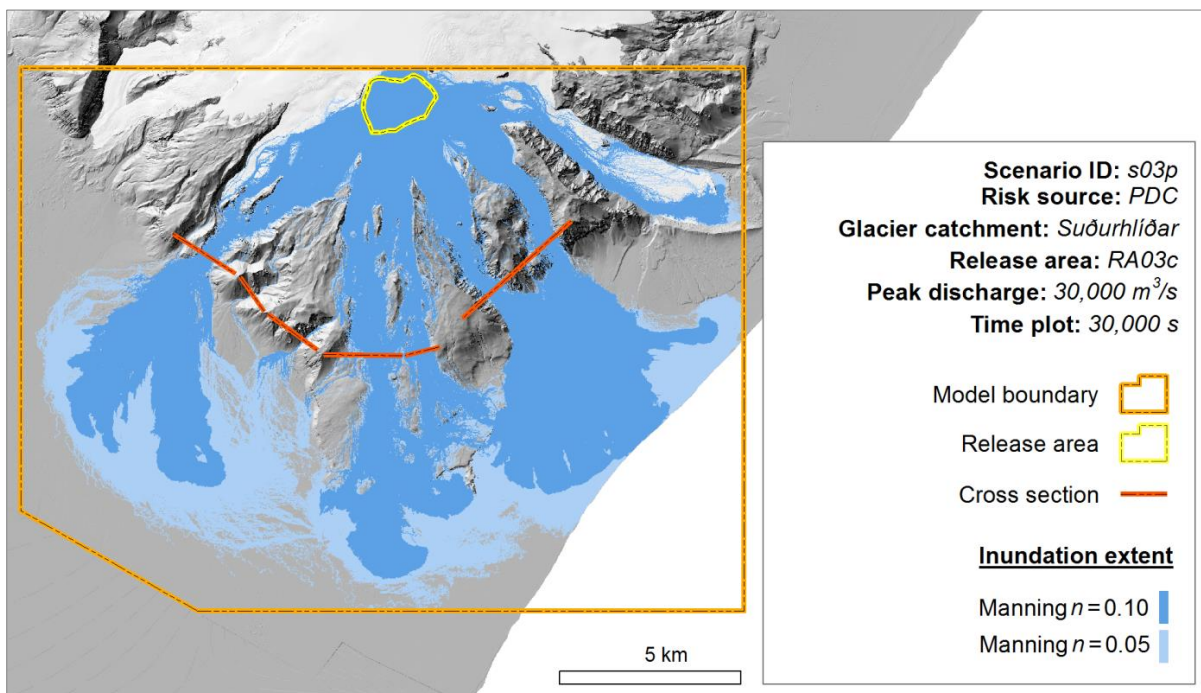 Scenario ID: s03p
Risk source: PDC
Glacier catchment: Suðurhlíðar
Release area: RA03c
Peak discharge: 30,000 m³/s
Time plot: 30,000 s
Model boundary
Release area
Cross section
Inundation extent
Manning n = 0.10
Manning n = 0.05
5 km